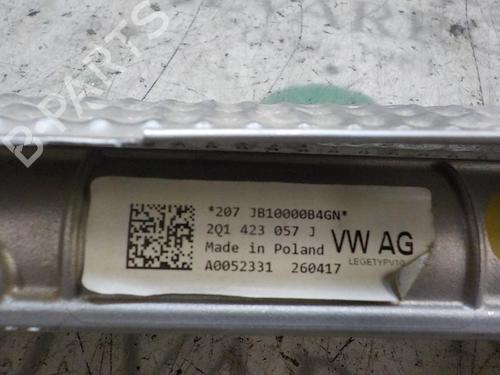 B-PARTS
*207 JB10000B4GN*
2Q1 423 057 J
Made in Poland
VW AG
LEGETYPV10
A0052331 260417